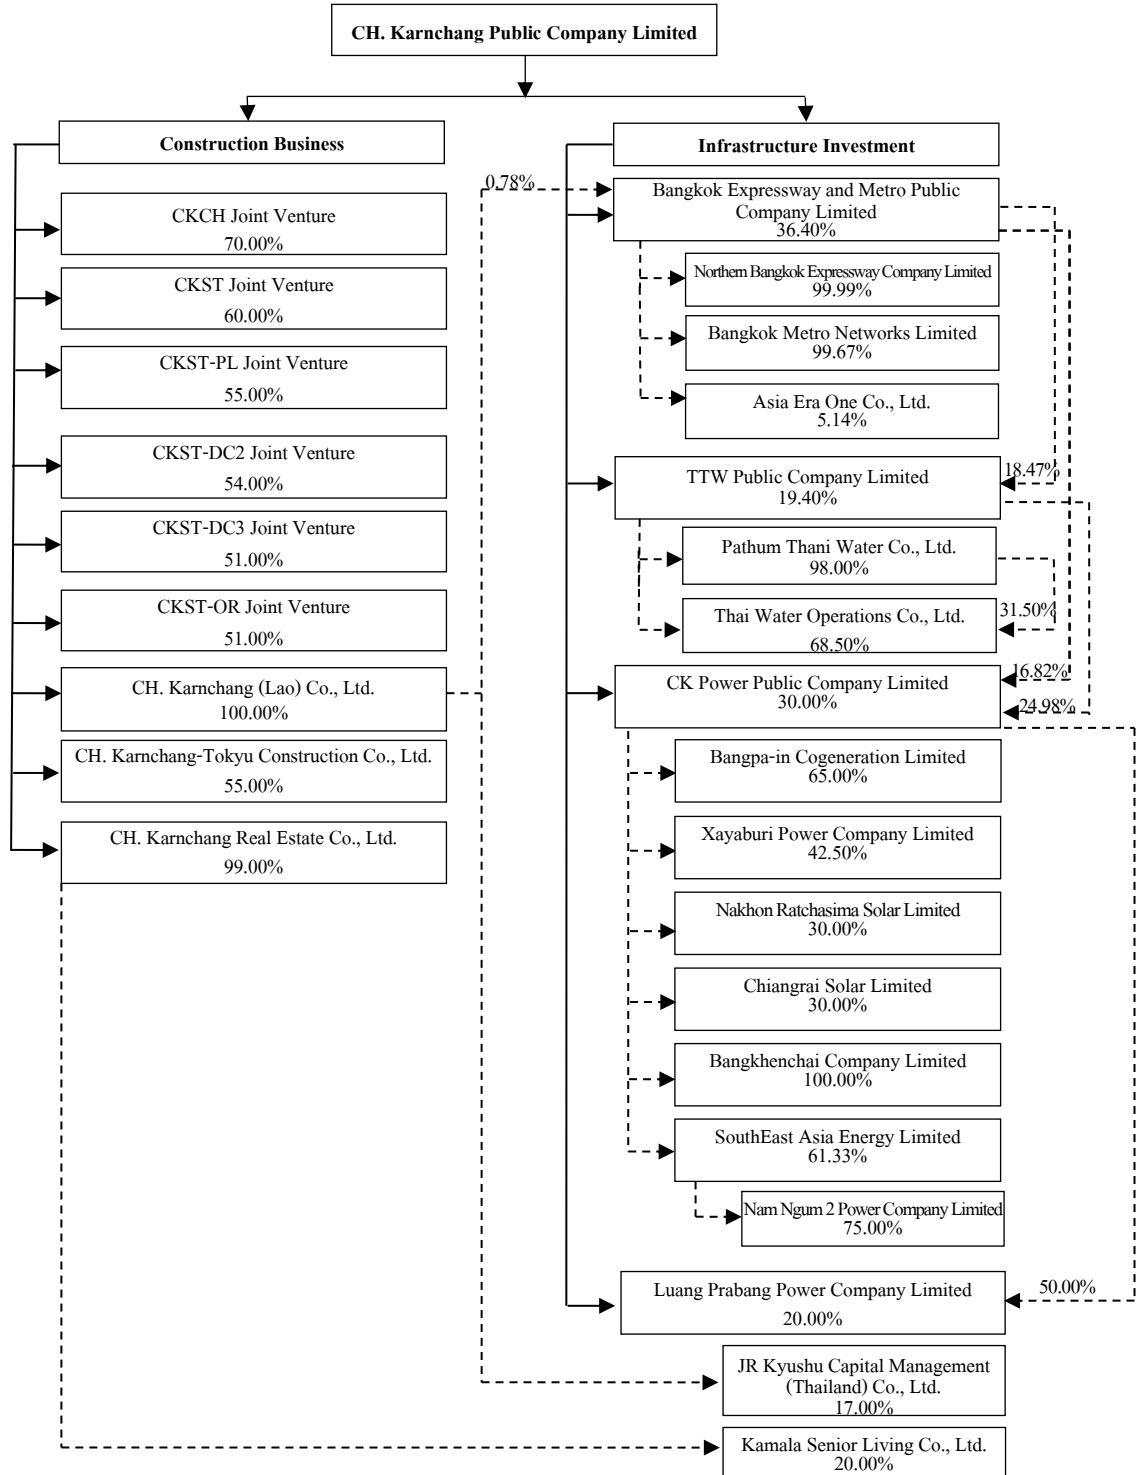 CH. Karnchang Public Company Limited
Construction Business
CKCH Joint Venture
70.00%
CKST Joint Venture
60.00%
CKST-PL Joint Venture
55.00%
CKST-DC2 Joint Venture
54.00%
CKST-DC3 Joint Venture
51.00%
CKST-OR Joint Venture
51.00%
CH. Karnchang (Lao) Co., Ltd.
100.00%
CH. Karnchang-Tokyu Construction Co., Ltd.
55.00%
CH. Karnchang Real Estate Co., Ltd.
99.00%
Infrastructure Investment
0.78%
Bangkok Expressway and Metro Public
Company Limited
36.40%
Northern Bangkok Expressway Company Limited
99.99%
Bangkok Metro Networks Limited
99.67%
Asia Era One Co., Ltd.
5.14%
TTW Public Company Limited
19.40%
18.47%
Pathum Thani Water Co., Ltd.
98.00%
Thai Water Operations Co., Ltd.
68.50%
31.50%
CK Power Public Company Limited
30.00%
16.82%
24.98%
Bangpa-in Cogeneration Limited
65.00%
Xayaburi Power Company Limited
42.50%
Nakhon Ratchasima Solar Limited
30.00%
Chiangrai Solar Limited
30.00%
Bangkhenchai Company Limited
100.00%
SouthEast Asia Energy Limited
61.33%
Nam Ngum 2 Power Company Limited
75.00%
Luang Prabang Power Company Limited
20.00%
50.00%
JR Kyushu Capital Management
(Thailand) Co., Ltd.
17.00%
Kamala Senior Living Co., Ltd.
20.00%